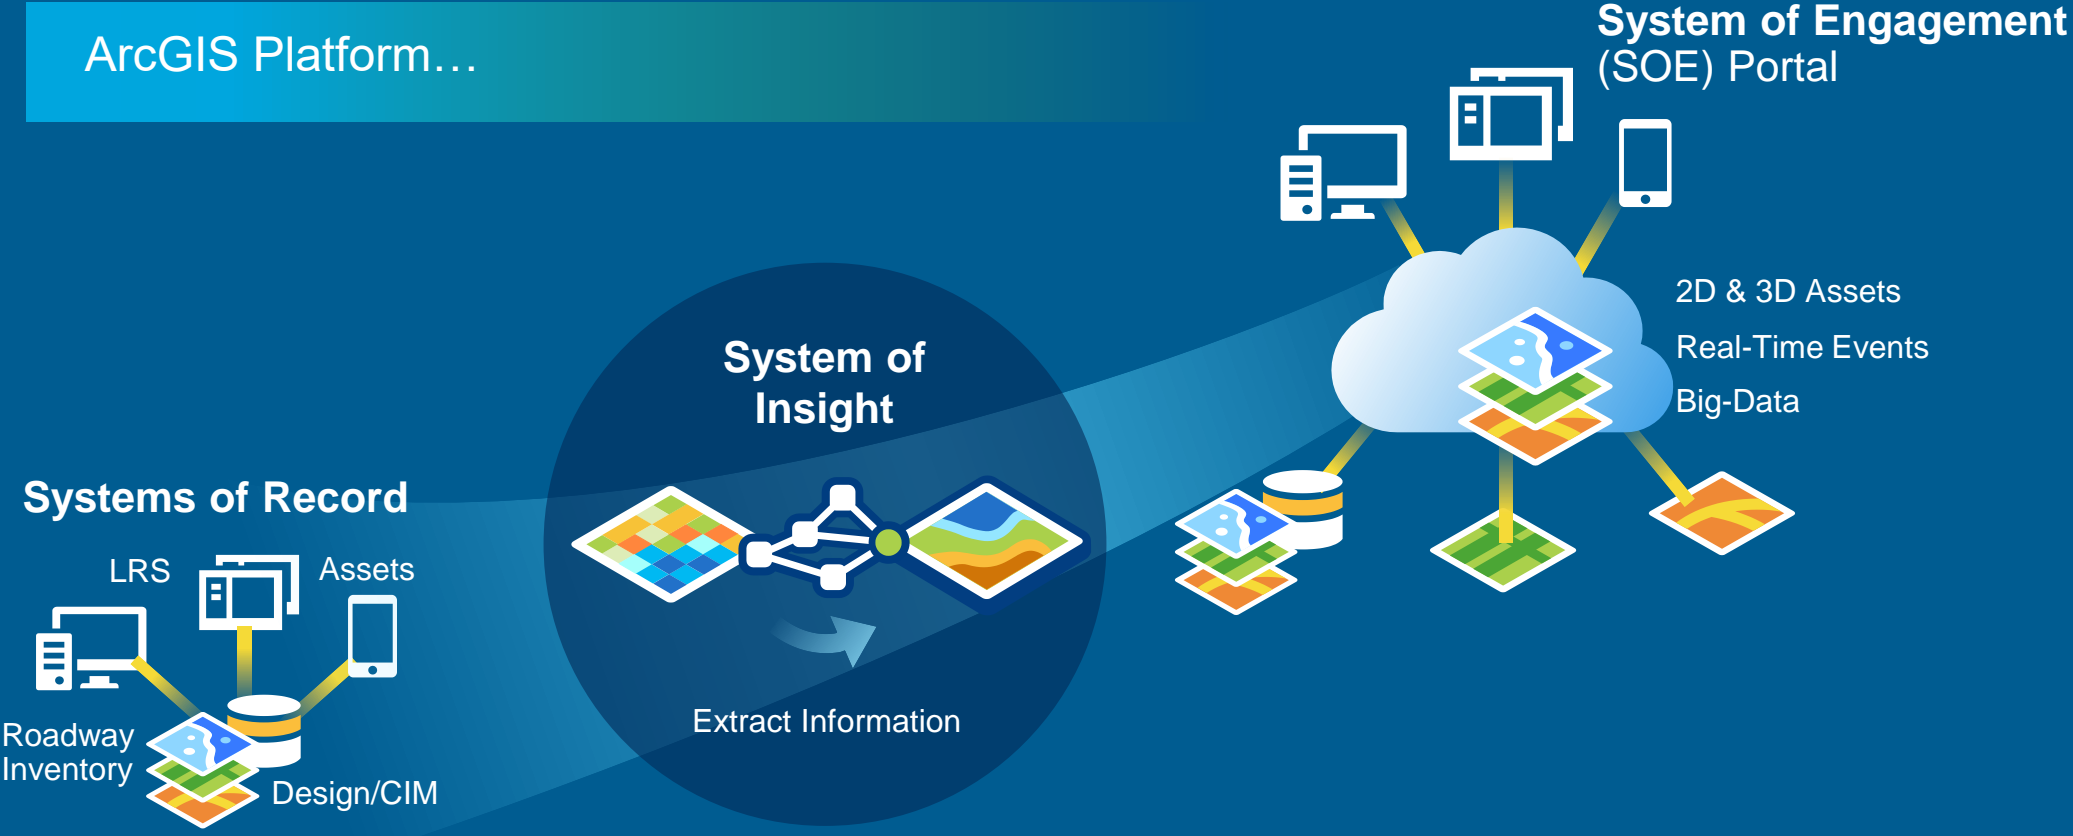 ArcGIS Platform…
System of Engagement
(SOE) Portal
2D & 3D Assets
Real-Time Events
Big-Data
System of
Insight
Extract Information
Systems of Record
LRS
Assets
Roadway
Inventory
Design/CIM